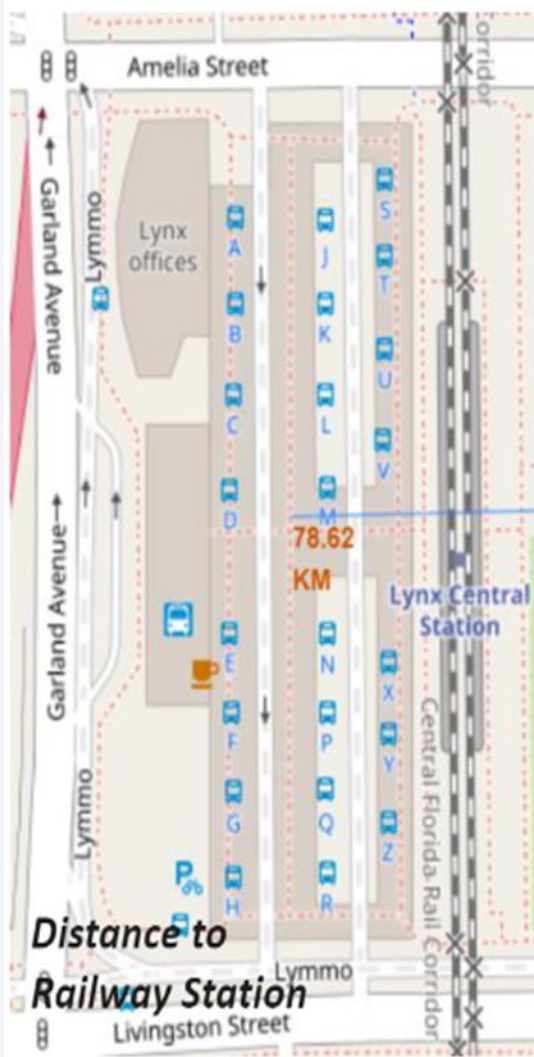 orridor
Amelia Street
Garland Avenue
Lymmo
Lynx
offices
A
B
C
D
J
K
L
M
S
T
U
V
78.62
KM
Lynx Central
Station
Garland Avenue
E
F
G
H
N
P
Q
R
X
Y
Z
Central Florida Rail Corridor
Lymmo
P
Distance to
Railway Station
Lymmo
Livingston Street